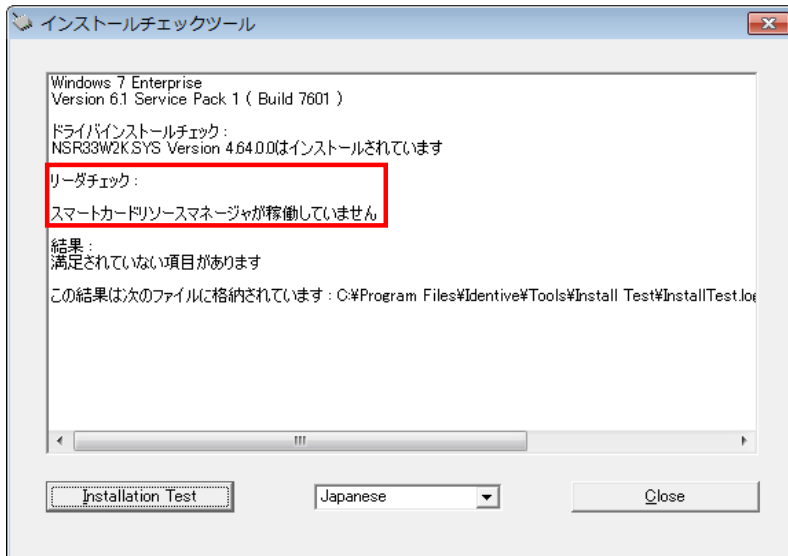 インストールチェックツール
Windows 7 Enterprise
Version 6.1 Service Pack 1 ( Build 7601 )
ドライバインストールチェック :
NSR33W2K.SYS Version 4.64.0.0はインストールされています
リーダチェック :
スマートカードリソースマネージャが稼働していません
結果 :
満足されていない項目があります
この結果は次のファイルに格納されています : C:¥Program Files¥Identive¥Tools¥Install Test¥InstallTest.log
Installation Test
Japanese
Close